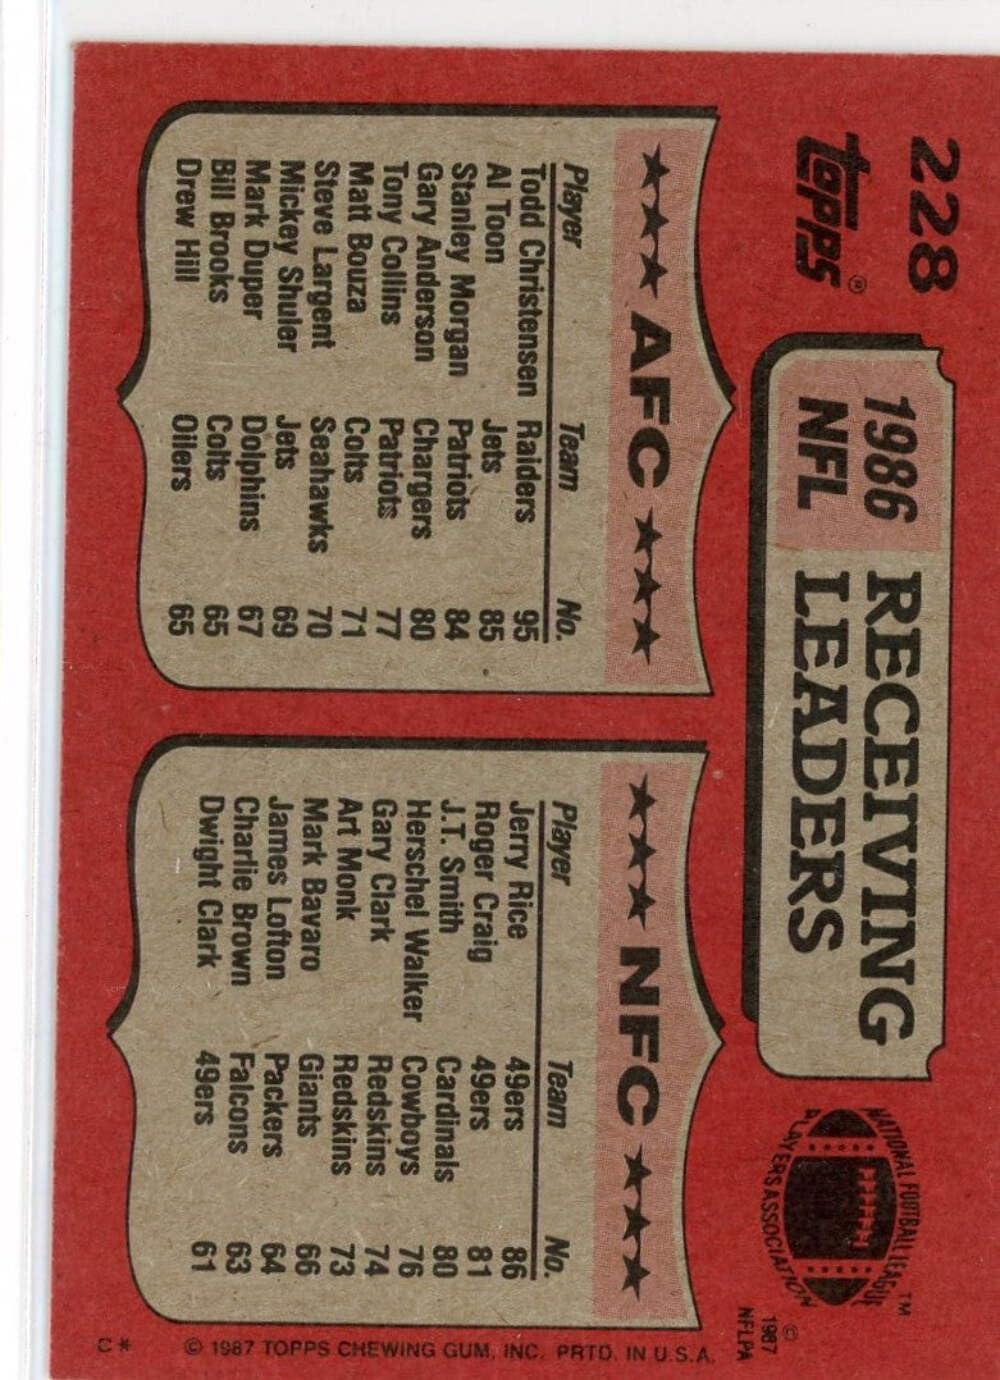 228
topps®
1986
NFL
RECEIVING
LEADERS
NATIONAL FOOTBALL LEAGUE
PLAYERS ASSOCIATION
™
©
1987
NFLPA
★★★ AFC ★★★
Player Team No.
Todd Christensen Raiders 95
Al Toon Jets 85
Stanley Morgan Patriots 84
Gary Anderson Chargers 80
Tony Collins Patriots 77
Matt Bouza Colts 71
Steve Largent Seahawks 70
Mickey Shuler Jets 69
Mark Duper Dolphins 67
Bill Brooks Colts 65
Drew Hill Oilers 65
★★★ NFC ★★★
Player Team No.
Jerry Rice 49ers 86
Roger Craig 49ers 81
J.T. Smith Cardinals 80
Herschel Walker Cowboys 76
Gary Clark Redskins 74
Art Monk Redskins 73
Mark Bavaro Giants 66
James Lofton Packers 64
Charlie Brown Falcons 63
Dwight Clark 49ers 61
© 1987 TOPPS CHEWING GUM, INC. PRTD. IN U.S.A.
C*